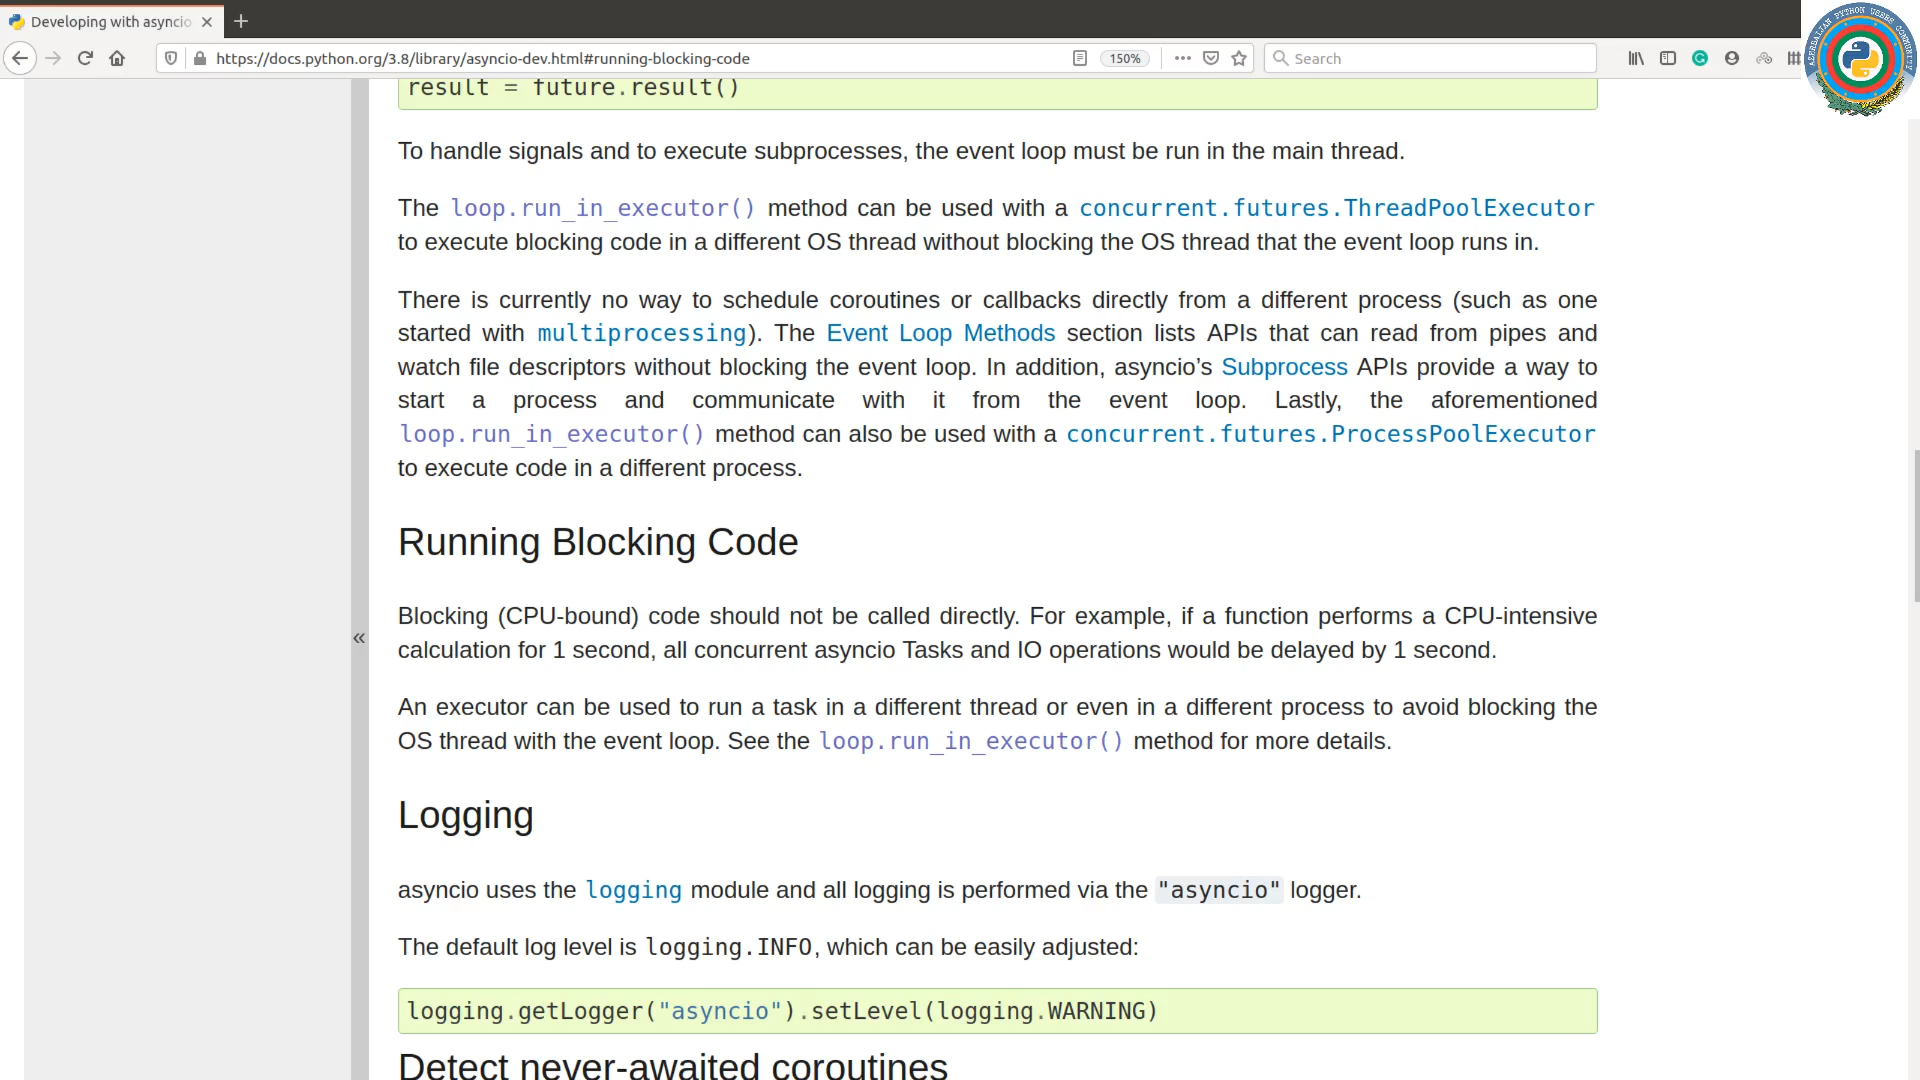 Developing with asyncio
https://docs.python.org/3.8/library/asyncio-dev.html#running-blocking-code
150%
Search
AZERBAIJAN PYTHON USERS COMMUNITY
result = future.result()
To handle signals and to execute subprocesses, the event loop must be run in the main thread.
The loop.run_in_executor() method can be used with a concurrent.futures.ThreadPoolExecutor
to execute blocking code in a different OS thread without blocking the OS thread that the event loop runs in.
There is currently no way to schedule coroutines or callbacks directly from a different process (such as one
started with multiprocessing). The Event Loop Methods section lists APIs that can read from pipes and
watch file descriptors without blocking the event loop. In addition, asyncio’s Subprocess APIs provide a way to
start a process and communicate with it from the event loop. Lastly, the aforementioned
loop.run_in_executor() method can also be used with a concurrent.futures.ProcessPoolExecutor
to execute code in a different process.
Running Blocking Code
Blocking (CPU-bound) code should not be called directly. For example, if a function performs a CPU-intensive
calculation for 1 second, all concurrent asyncio Tasks and IO operations would be delayed by 1 second.
«
An executor can be used to run a task in a different thread or even in a different process to avoid blocking the
OS thread with the event loop. See the loop.run_in_executor() method for more details.
Logging
asyncio uses the logging module and all logging is performed via the "asyncio" logger.
The default log level is logging.INFO, which can be easily adjusted:
logging.getLogger("asyncio").setLevel(logging.WARNING)
Detect never-awaited coroutines